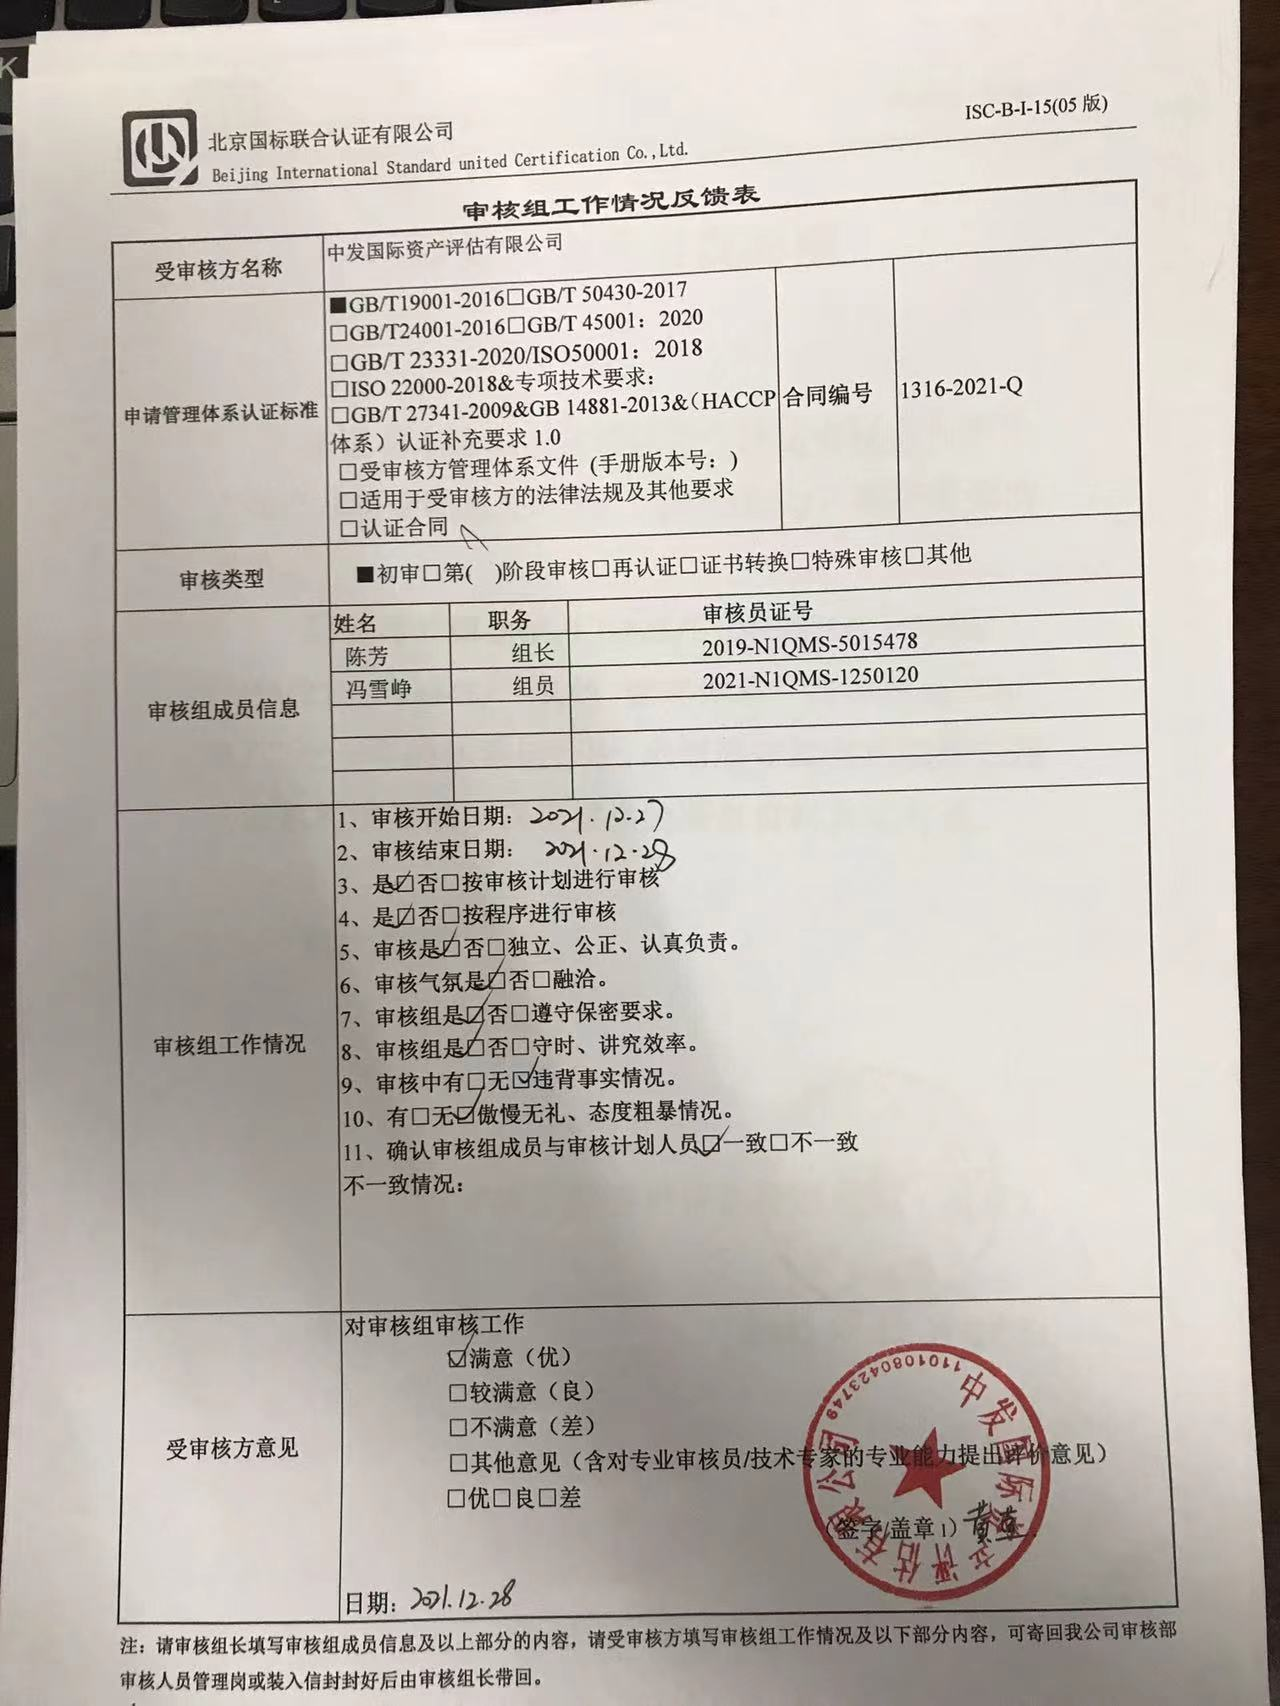 K
ISC-B-I-15(05 版)
北京国标联合认证有限公司
Beijing International Standard united Certification Co.,Ltd.
审核组工作情况反馈表
受审核方名称
中发国际资产评估有限公司
申请管理体系认证标准
■GB/T19001-2016□GB/T 50430-2017
□GB/T24001-2016□GB/T 45001：2020
□GB/T 23331-2020/ISO50001：2018
□ISO 22000-2018&专项技术要求：
□GB/T 27341-2009&GB 14881-2013&（HACCP
体系）认证补充要求 1.0
□受审核方管理体系文件 (手册版本号：)
□适用于受审核方的法律法规及其他要求
□认证合同
合同编号
1316-2021-Q
审核类型
■初审□第( )阶段审核□再认证□证书转换□特殊审核□其他
审核组成员信息
姓名 职务 审核员证号
陈芳 组长 2019-N1QMS-5015478
冯雪峥 组员 2021-N1QMS-1250120
审核组工作情况
1、审核开始日期：2021.12.27
2、审核结束日期：2021.12.28
3、是☑否□按审核计划进行审核
4、是☑否□按程序进行审核
5、审核是☑否□独立、公正、认真负责。
6、审核气氛是☑否□融洽。
7、审核组是☑否□遵守保密要求。
8、审核组是☑否□守时、讲究效率。
9、审核中有□无☑违背事实情况。
10、有□无☑傲慢无礼、态度粗暴情况。
11、确认审核组成员与审核计划人员☑一致□不一致
不一致情况：
受审核方意见
对审核组审核工作
☑满意（优）
□较满意（良）
□不满意（差）
□其他意见（含对专业审核员/技术专家的专业能力提出评价意见）
□优□良□差
（签字/盖章）
中发国际资产评估有限公司
1101080423749
日期：2021.12.28
注：请审核组长填写审核组成员信息及以上部分的内容，请受审核方填写审核组工作情况及以下部分内容，可寄回我公司审核部
审核人员管理岗或装入信封封好后由审核组长带回。